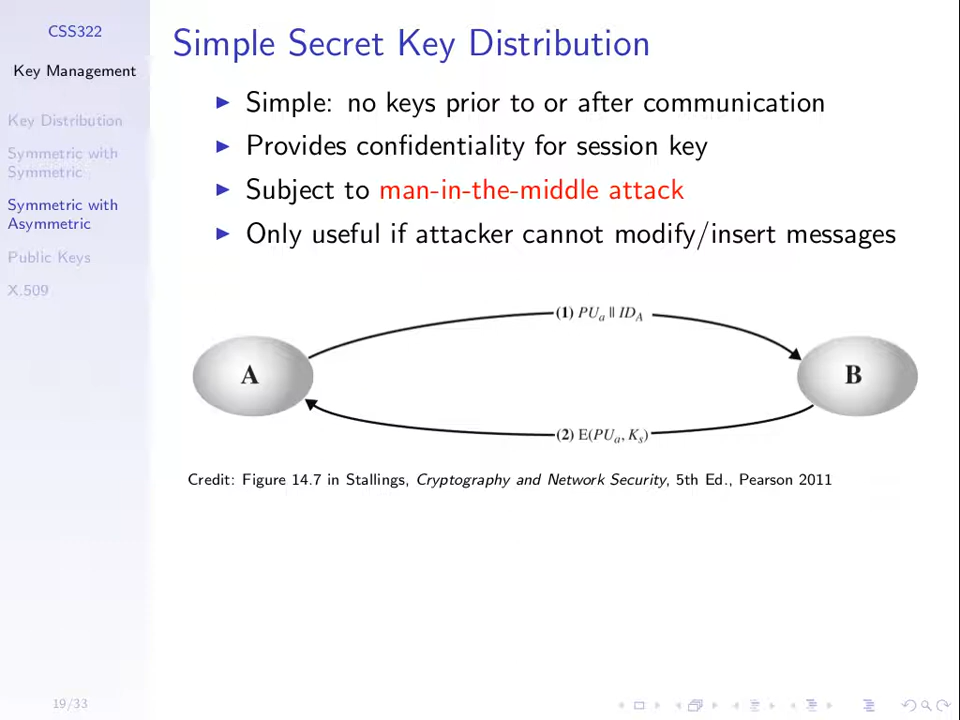 CSS322
Key Management
Key Distribution
Symmetric with
Symmetric
Symmetric with
Asymmetric
Public Keys
X.509
Simple Secret Key Distribution
Simple: no keys prior to or after communication
Provides confidentiality for session key
Subject to man-in-the-middle attack
Only useful if attacker cannot modify/insert messages
(1) PUa || IDA
A
B
(2) E(PUa, Ks)
Credit: Figure 14.7 in Stallings, Cryptography and Network Security, 5th Ed., Pearson 2011
19/33